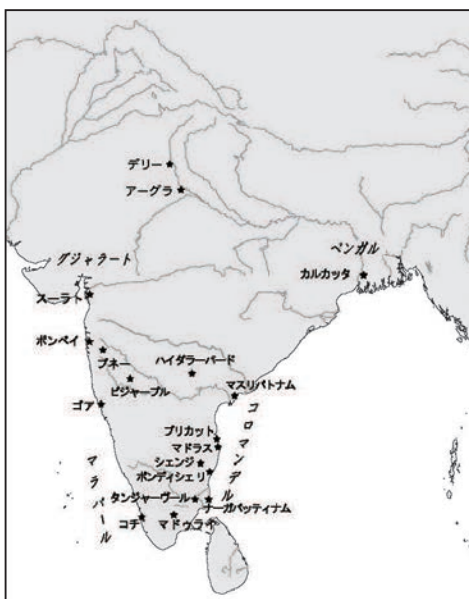 デリー
アーグラ
グジャラート
ベンガル
カルカッタ
スーラト
ボンベイ
プネー
ハイダラーバード
ビジャープル
マスリパトナム
ゴア
コロマンデル
プリカット
マドラス
シェンジ
ポンディシェリ
マラバール
タンジャーヴール
ナーガパッティナム
コチ
マドゥライ